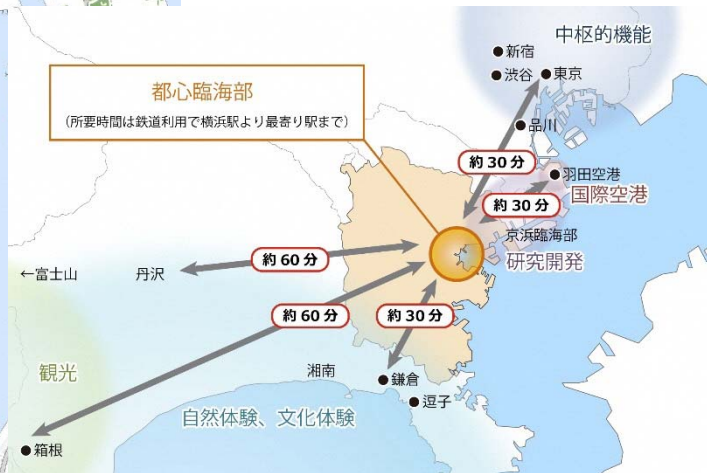 中枢的機能
●新宿
●渋谷
●東京
都心臨海部
(所要時間は鉄道利用で横浜駅より最寄り駅まで)
●品川
約30分
●羽田空港
国際空港
約30分
京浜臨海部
研究開発
約60分
←富士山
丹沢
約60分
約30分
観光
湘南
●鎌倉
●逗子
自然体験、文化体験
●箱根